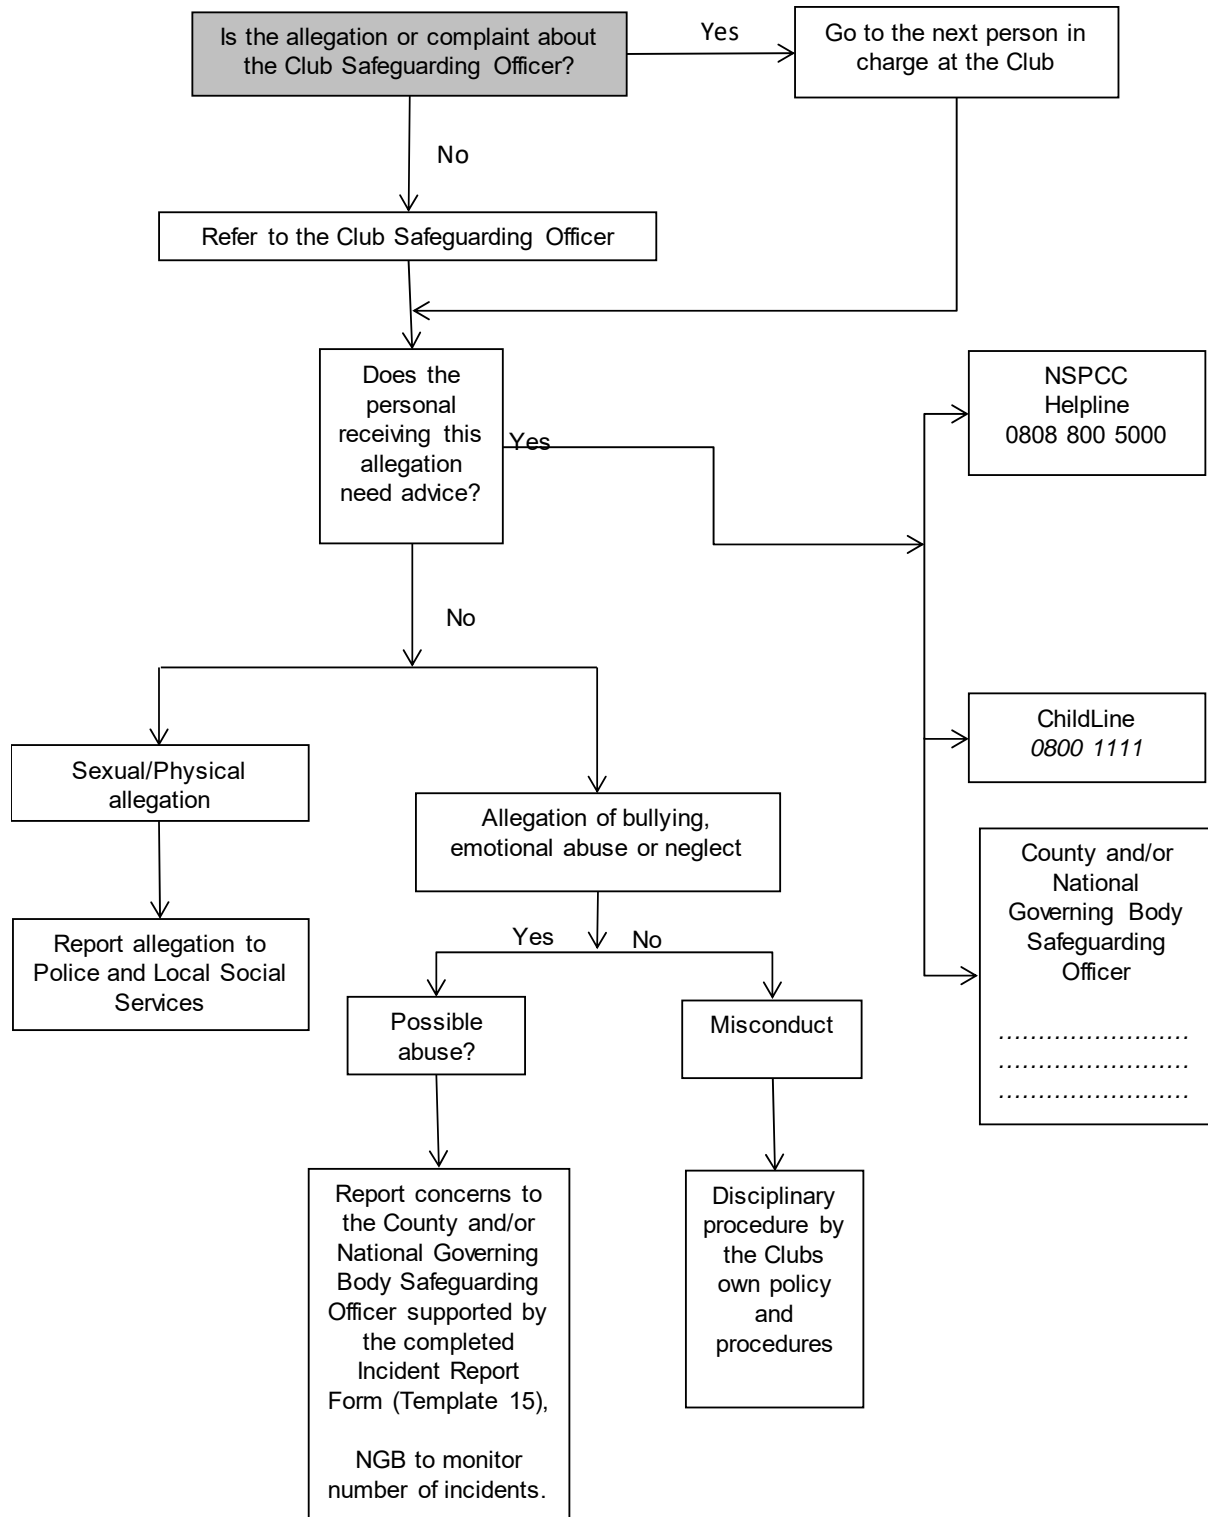 Is the allegation or complaint about
the Club Safeguarding Officer?
Yes
Go to the next person in
charge at the Club
No
Refer to the Club Safeguarding Officer
Does the
personal
receiving this
allegation
need advice?
Yes
NSPCC
Helpline
0808 800 5000
No
ChildLine
0800 1111
Sexual/Physical
allegation
Allegation of bullying,
emotional abuse or neglect
County and/or
National
Governing Body
Safeguarding
Officer
........................
........................
........................
Report allegation to
Police and Local Social
Services
Yes
No
Possible
abuse?
Misconduct
Report concerns to
the County and/or
National Governing
Body Safeguarding
Officer supported by
the completed
Incident Report
Form (Template 15),
NGB to monitor
number of incidents.
Disciplinary
procedure by
the Clubs
own policy
and
procedures